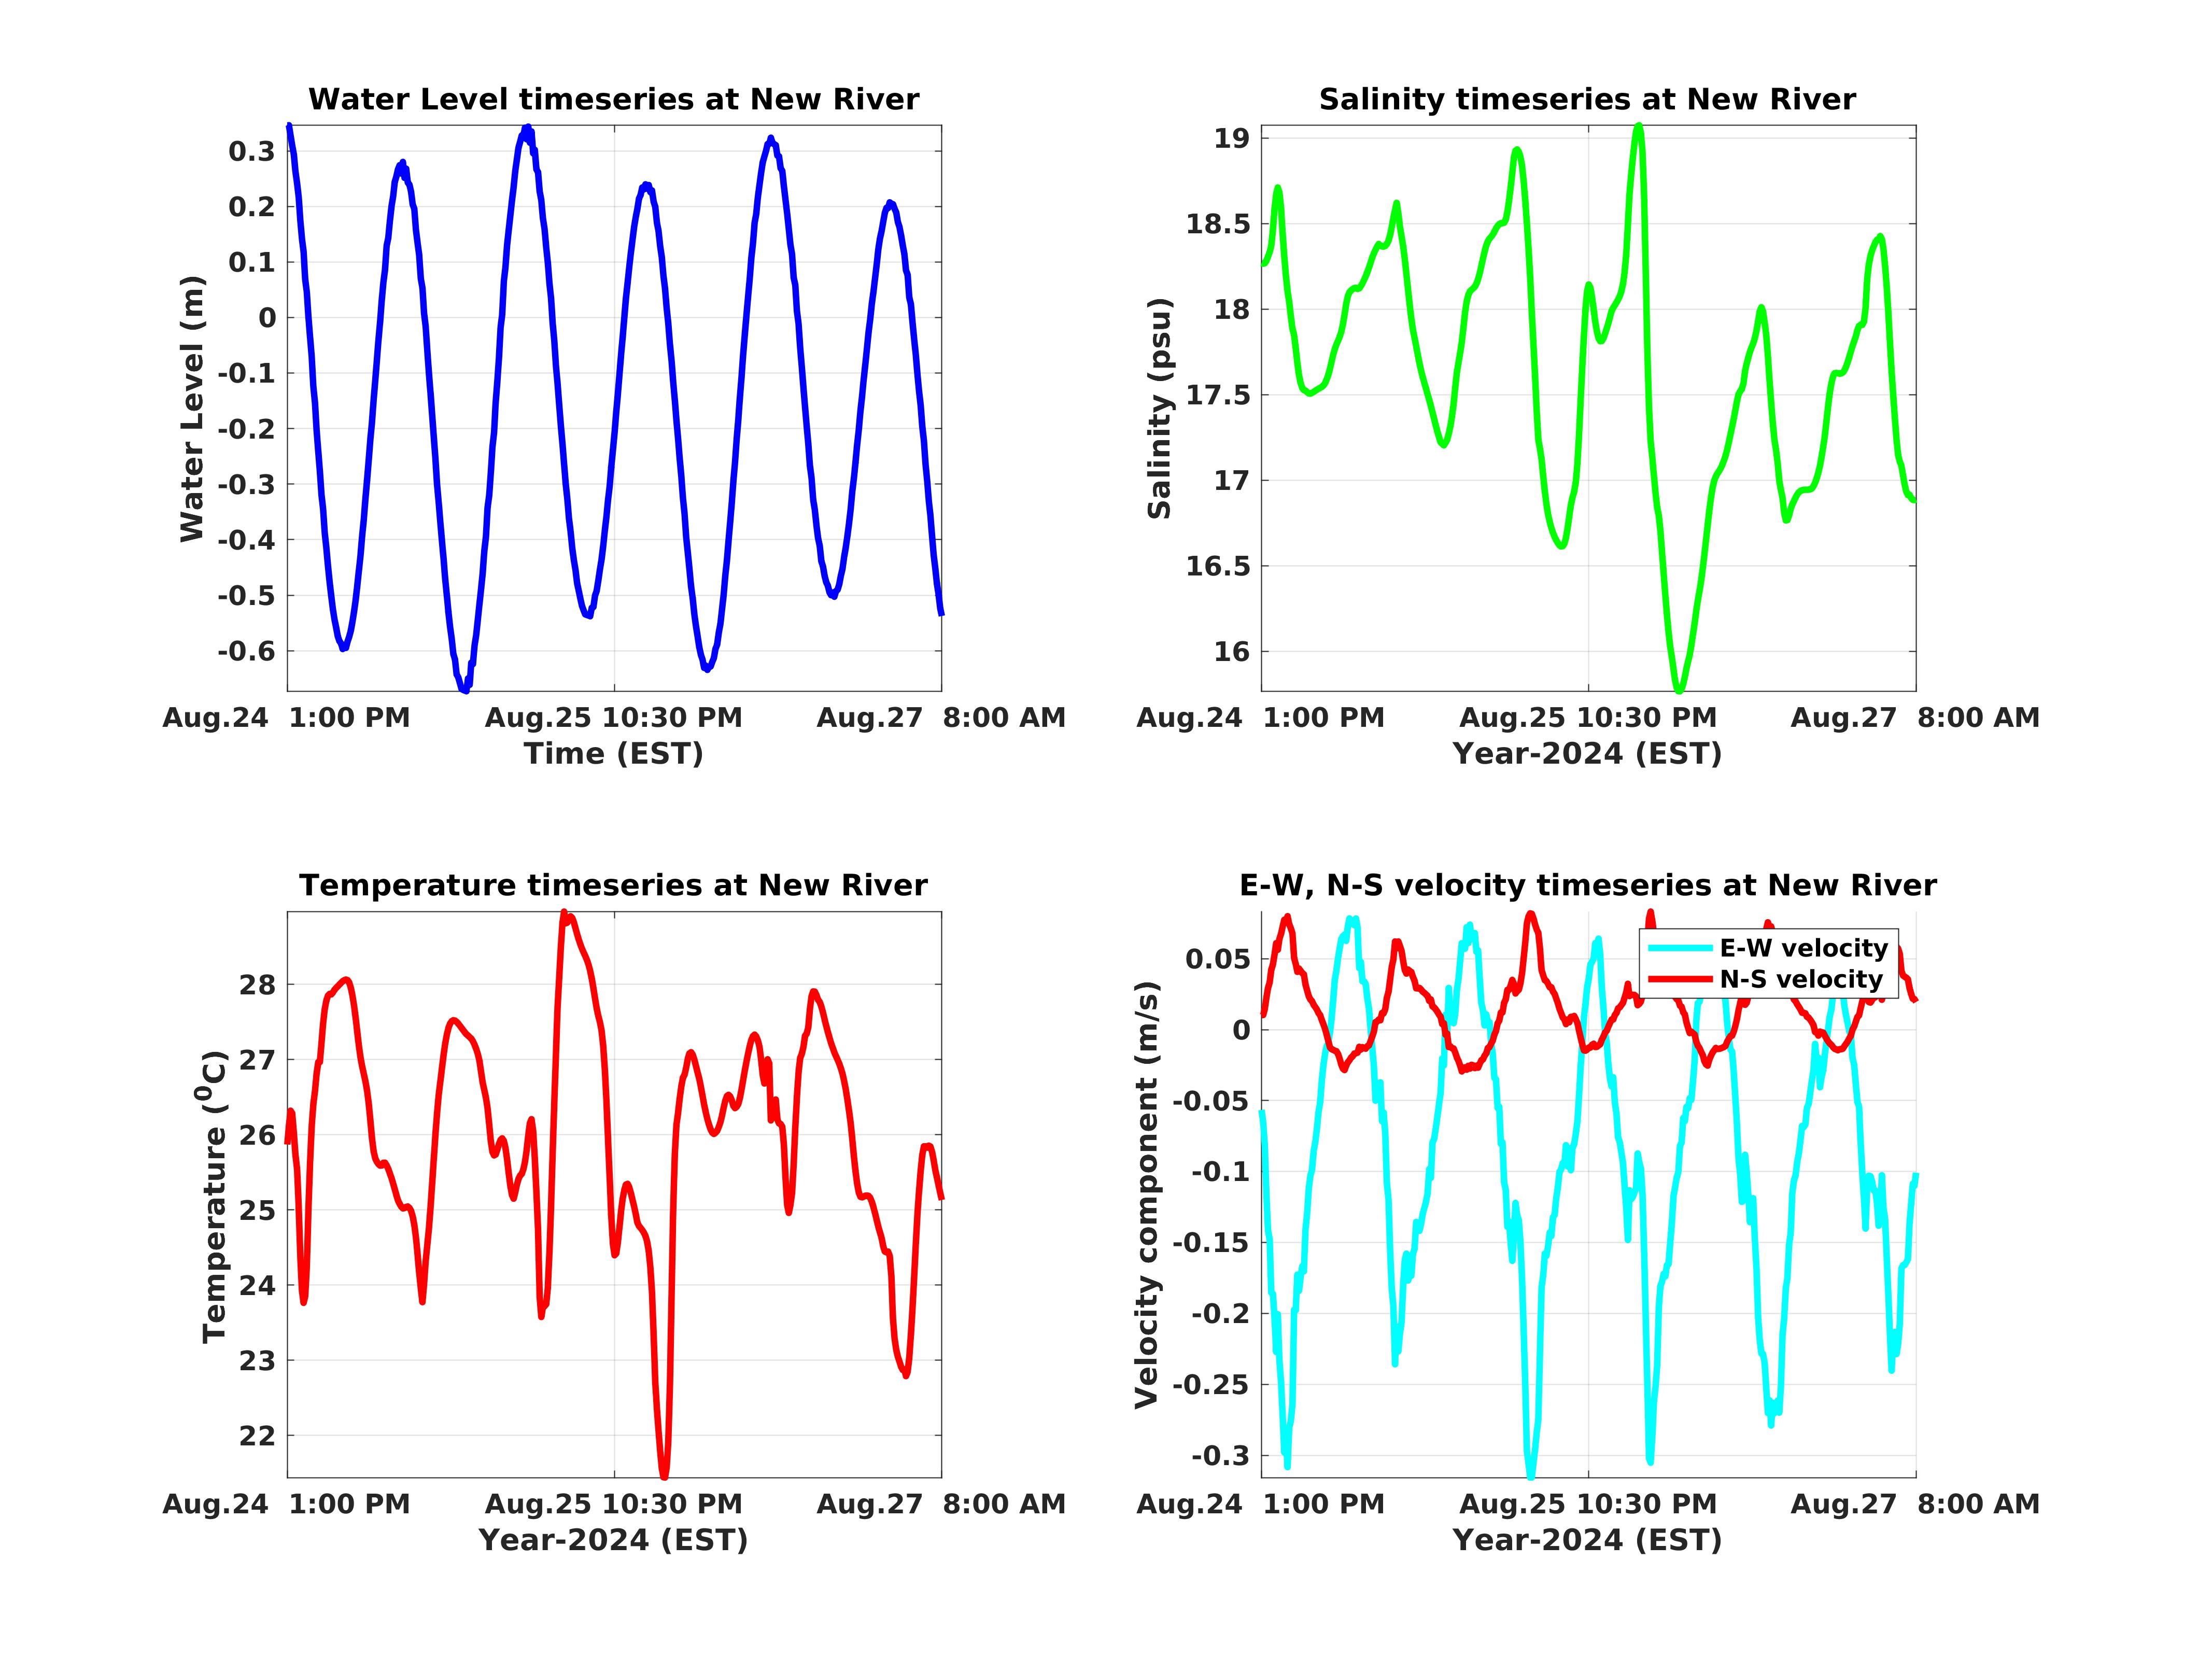 Water Level timeseries at New River
Water Level (m)
0.3
0.2
0.1
0
-0.1
-0.2
-0.3
-0.4
-0.5
-0.6
Aug.24 1:00 PM
Aug.25 10:30 PM
Aug.27 8:00 AM
Time (EST)
Salinity timeseries at New River
Salinity (psu)
19
18.5
18
17.5
17
16.5
16
Aug.24 1:00 PM
Aug.25 10:30 PM
Aug.27 8:00 AM
Year-2024 (EST)
Temperature timeseries at New River
Temperature (⁰C)
28
27
26
25
24
23
22
Aug.24 1:00 PM
Aug.25 10:30 PM
Aug.27 8:00 AM
Year-2024 (EST)
E-W, N-S velocity timeseries at New River
Velocity component (m/s)
0.05
0
-0.05
-0.1
-0.15
-0.2
-0.25
-0.3
E-W velocity
N-S velocity
Aug.24 1:00 PM
Aug.25 10:30 PM
Aug.27 8:00 AM
Year-2024 (EST)